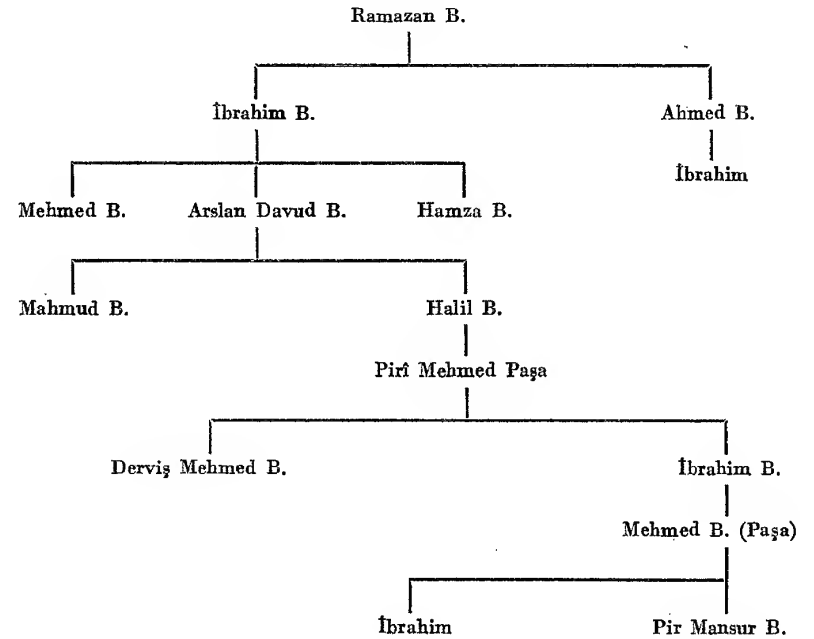 Ramazan B.
İbrahim B. Ahmed B.
İbrahim
Mehmed B. Arslan Davud B. Hamza B.
Mahmud B. Halil B.
Pirî Mehmed Paşa
Derviş Mehmed B. İbrahim B.
Mehmed B. (Paşa)
İbrahim Pir Mansur B.